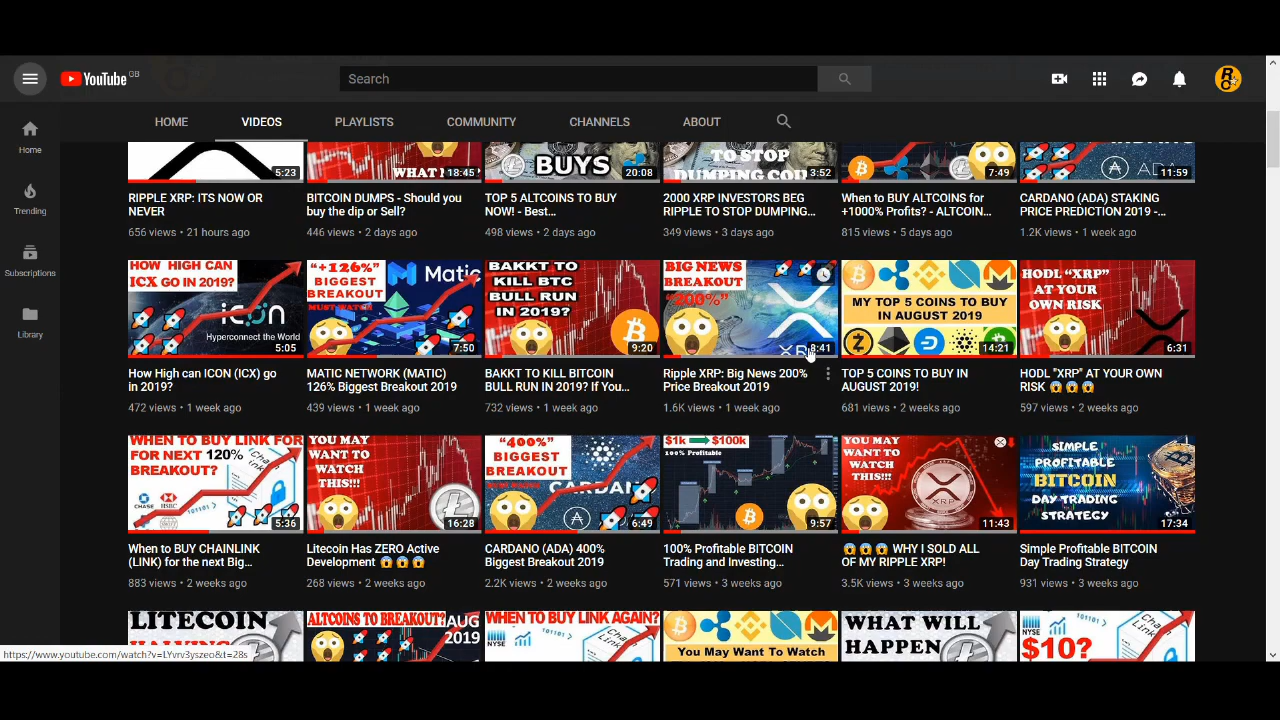 YouTube GB
Search
HOME VIDEOS PLAYLISTS COMMUNITY CHANNELS ABOUT
Home
Trending
Subscriptions
Library
5:23
18:45
BUYS
20:08
TO STOP
DUMPING COIN
3:52
7:49
ADA
11:59
RIPPLE XRP: ITS NOW OR
NEVER
656 views • 21 hours ago
BITCOIN DUMPS - Should you
buy the dip or Sell?
446 views • 2 days ago
TOP 5 ALTCOINS TO BUY
NOW! - Best...
498 views • 2 days ago
2000 XRP INVESTORS BEG
RIPPLE TO STOP DUMPING...
349 views • 3 days ago
When to BUY ALTCOINS for
+1000% Profits? - ALTCOIN...
815 views • 5 days ago
CARDANO (ADA) STAKING
PRICE PREDICTION 2019 -...
1.2K views • 1 week ago
HOW HIGH CAN
ICX GO IN 2019?
icon
Hyperconnect the World
5:05
"+126%"
BIGGEST
BREAKOUT
MUST WATCH
Matic
7:50
BAKKT TO
KILL BTC
BULL RUN
IN 2019?
9:20
BIG NEWS
BREAKOUT
"200%"
8:41
MY TOP 5 COINS TO BUY
IN AUGUST 2019
14:21
HODL "XRP"
AT YOUR
OWN RISK
6:31
How High can ICON (ICX) go
in 2019?
472 views • 1 week ago
MATIC NETWORK (MATIC)
126% Biggest Breakout 2019
439 views • 1 week ago
BAKKT TO KILL BITCOIN
BULL RUN IN 2019? If You...
732 views • 1 week ago
Ripple XRP: Big News 200%
Price Breakout 2019
1.6K views • 1 week ago
TOP 5 COINS TO BUY IN
AUGUST 2019!
681 views • 2 weeks ago
HODL "XRP" AT YOUR OWN
RISK 😱😱😱
597 views • 2 weeks ago
WHEN TO BUY LINK FOR
FOR NEXT 120%
BREAKOUT?
CHASE
HSBC
101101
5:36
YOU MAY
WANT TO
WATCH
THIS!!!
16:28
"400%"
BIGGEST
BREAKOUT
6:49
$1k $100k
100% Profitable
9:57
YOU MAY
WANT TO
WATCH
THIS!!!
XRP
11:43
SIMPLE
PROFITABLE
BITCOIN
DAY TRADING
STRATEGY
17:34
When to BUY CHAINLINK
(LINK) for the next Big...
883 views • 2 weeks ago
Litecoin Has ZERO Active
Development 😱😱😱
268 views • 2 weeks ago
CARDANO (ADA) 400%
Biggest Breakout 2019
2.2K views • 2 weeks ago
100% Profitable BITCOIN
Trading and Investing...
571 views • 3 weeks ago
😱😱😱 WHY I SOLD ALL
OF MY RIPPLE XRP!
3.5K views • 3 weeks ago
Simple Profitable BITCOIN
Day Trading Strategy
931 views • 3 weeks ago
LITECOIN
ALTCOINS TO BREAKOUT?
AUG
2019
WHEN TO BUY LINK AGAIN?
NYSE
You May Want To Watch
WHAT WILL
HAPPEN
NYSE
$10?
https://www.youtube.com/watch?v=LYvrv3yszeo&t=28s